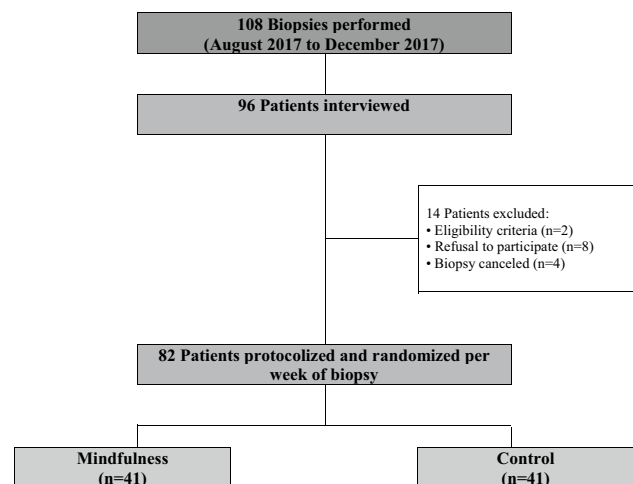 108 Biopsies performed
(August 2017 to December 2017)
96 Patients interviewed
14 Patients excluded:
• Eligibility criteria (n=2)
• Refusal to participate (n=8)
• Biopsy canceled (n=4)
82 Patients protocolized and randomized per
week of biopsy
Mindfulness
(n=41)
Control
(n=41)